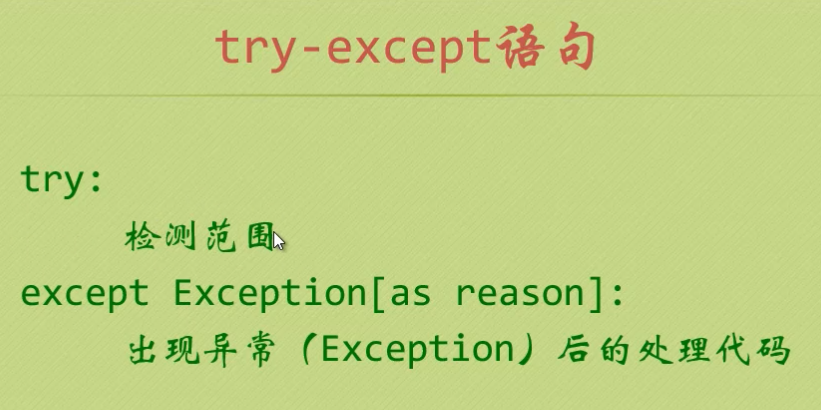 try-except语句
try:
检测范围
except Exception[as reason]:
出现异常（Exception）后的处理代码